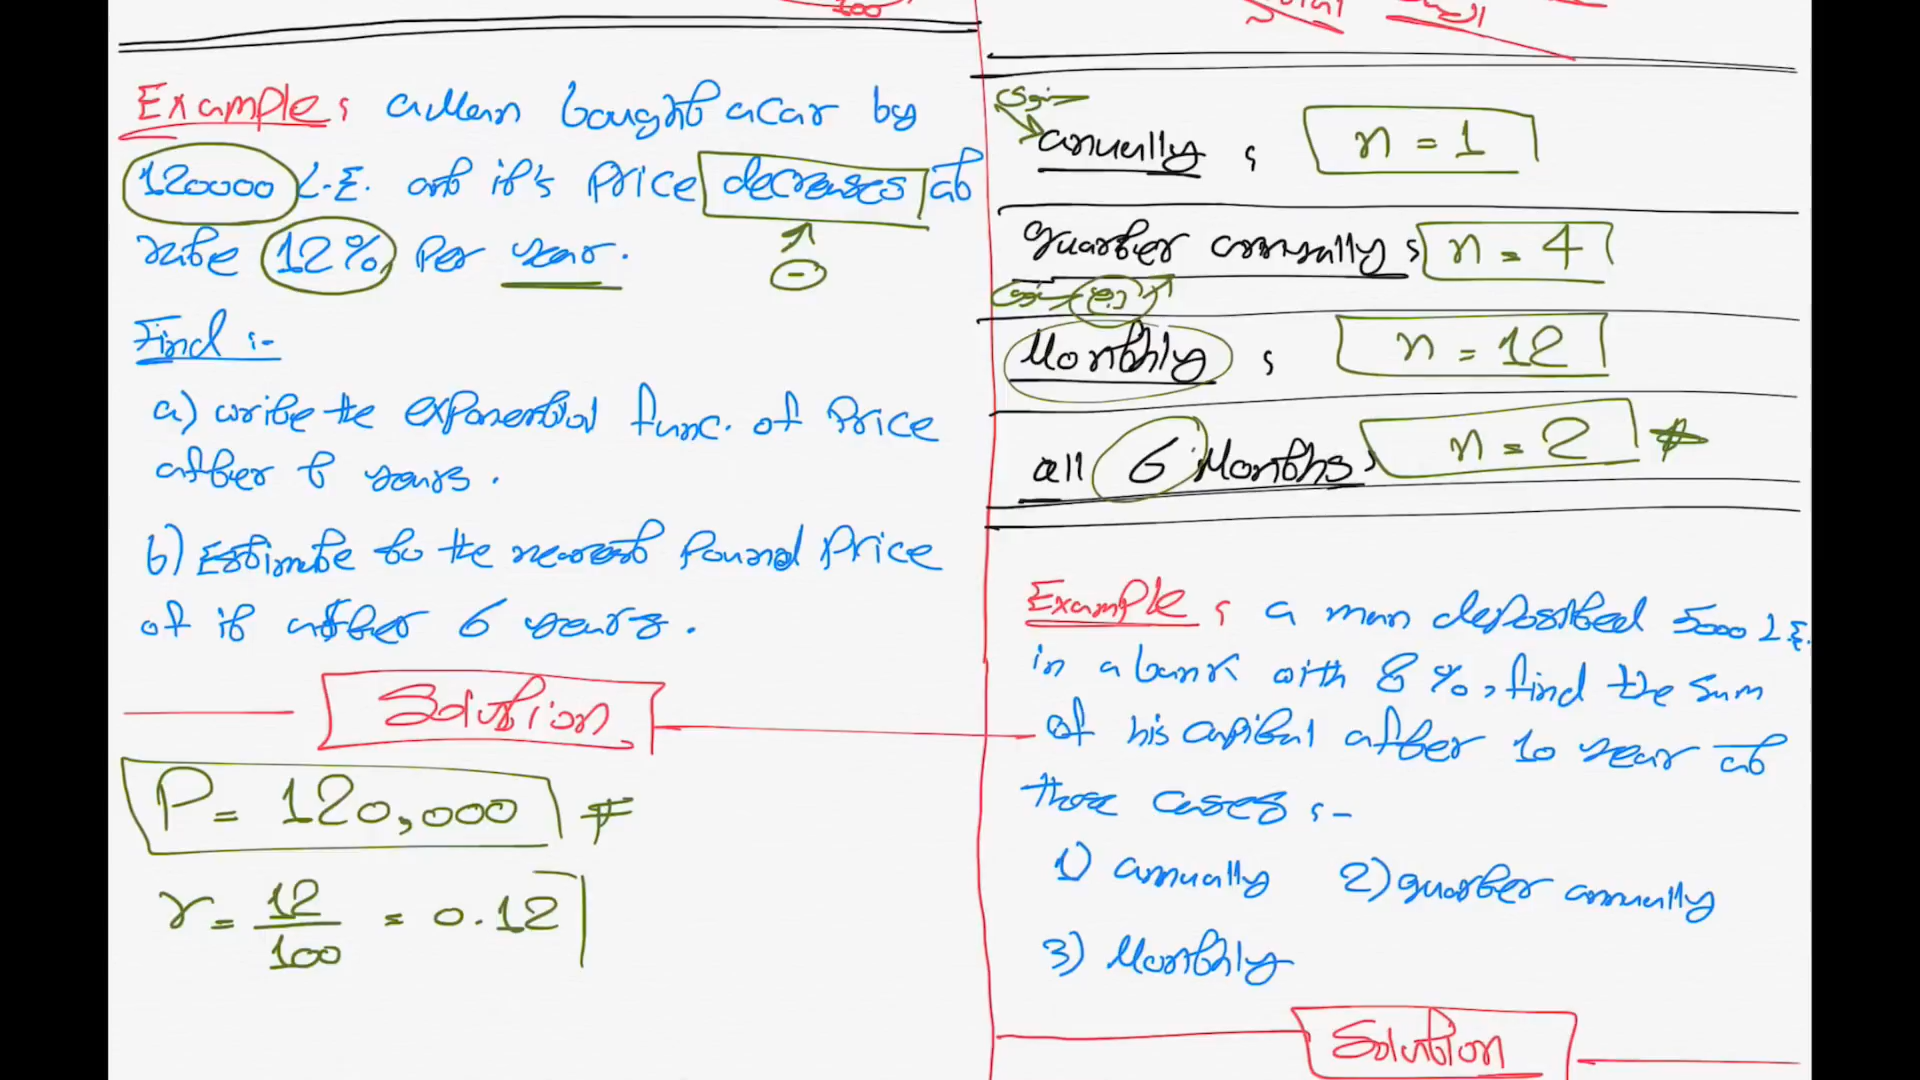 100
Example: a Man bought a car by
120000 L.E. at it's Price decreases at
rate 12% Per year.
-
Find :-
a) write the exponential func. of Price
after t years.
b) Estimate to the nearest Pound Price
of it after 6 years.
Solution
P = 120,000 #
r = 12/100 = 0.12
annually : n = 1
quarter annually : n = 4
Monthly : n = 12
all 6 Months : n = 2 #
Example : a man deposited 5000 L.E.
in a bank with 8 %, find the sum
of his capital after 10 year at
those cases :-
1) annually 2) quarter annually
3) Monthly
Solution